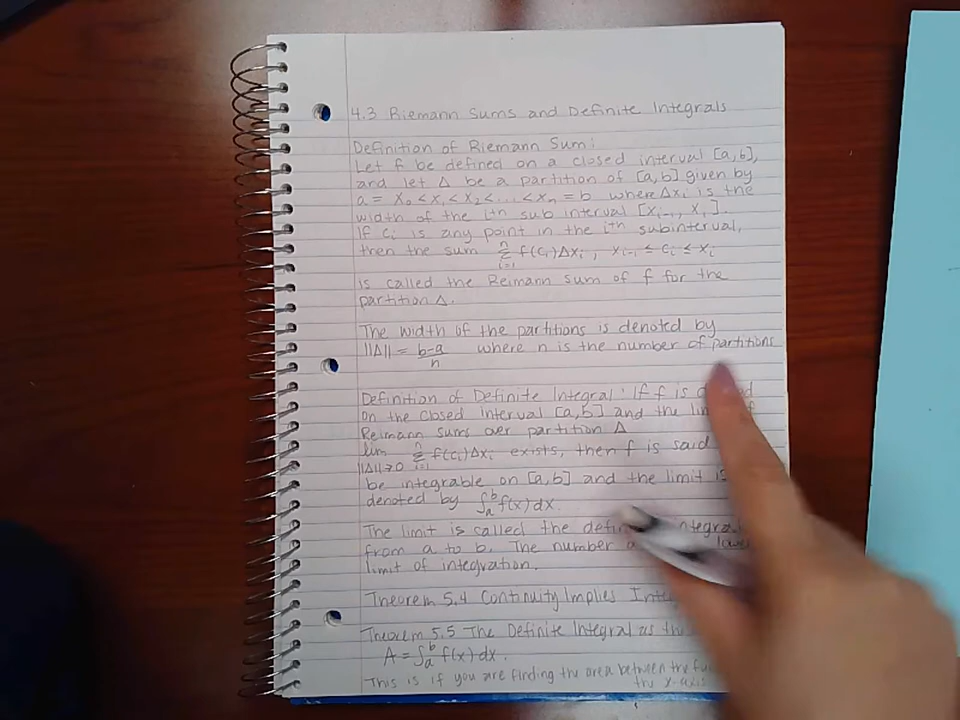 4.3 Riemann Sums and Definite Integrals
Definition of Riemann Sum:
Let f be defined on a closed interval [a,b],
and let Δ be a partition of [a,b] given by
a = x₀ < x₁ < x₂ < ... < xₙ = b where Δxᵢ is the
width of the ith sub interval [xᵢ₋₁, xᵢ].
If cᵢ is any point in the ith subinterval,
then the sum Σᵢ₌₁ⁿ f(cᵢ)Δxᵢ, xᵢ₋₁ ≤ cᵢ ≤ xᵢ
is called the Reimann sum of f for the
partition Δ.
The width of the partitions is denoted by
||Δ|| = b-a/n where n is the number of partitions
Definition of Definite Integral: If f is
on the closed interval [a,b] and the
Reimann sums over partition Δ
lim ||Δ||→0 Σᵢ₌₁ⁿ f(cᵢ)Δxᵢ exists, then f is said
be integrable on [a,b] and the limit is
denoted by ∫ₐᵇ f(x)dx.
The limit is called the
from a to b. The number a
limit of integration.
Theorem 5.4 Continuity Implies
Theorem 5.5 The Definite Integral as the
A = ∫ₐᵇ f(x)dx.
This is if you are finding the area between the
the x-axis